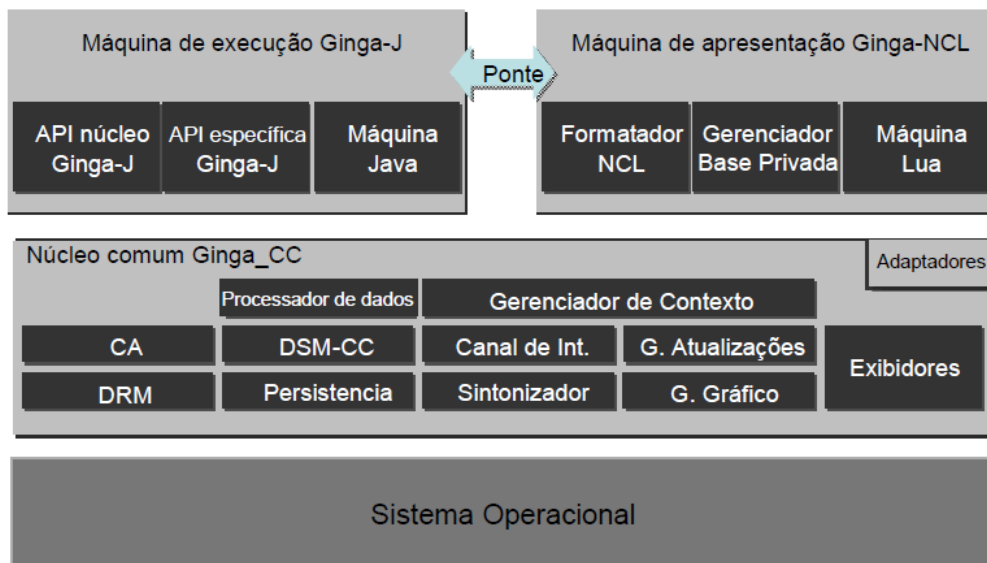 Máquina de execução Ginga-J
Máquina de apresentação Ginga-NCL
Ponte
API núcleo
Ginga-J
API específica
Ginga-J
Máquina
Java
Formatador
NCL
Gerenciador
Base Privada
Máquina
Lua
Núcleo comum Ginga_CC
Adaptadores
Processador de dados
Gerenciador de Contexto
CA
DSM-CC
Canal de Int.
G. Atualizações
Exibidores
DRM
Persistencia
Sintonizador
G. Gráfico
Sistema Operacional